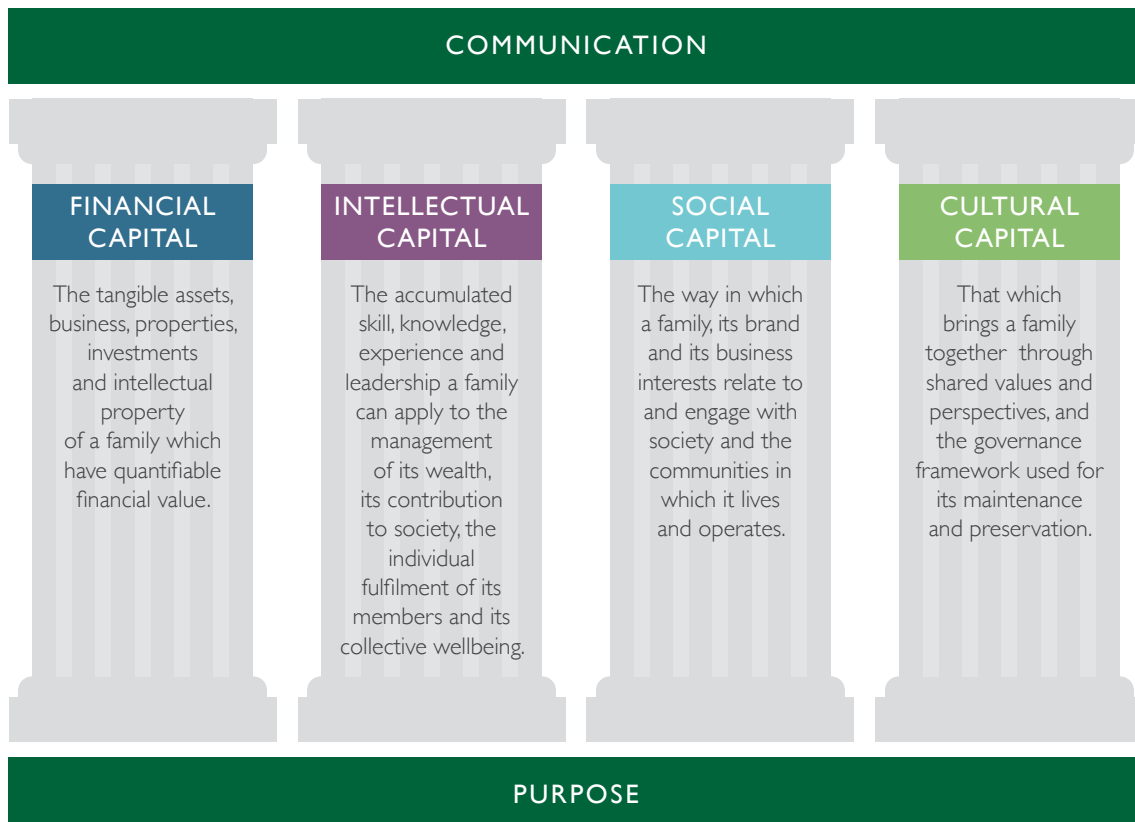 COMMUNICATION
FINANCIAL
CAPITAL
The tangible assets,
business, properties,
investments
and intellectual
property
of a family which
have quantifiable
financial value.
INTELLECTUAL
CAPITAL
The accumulated
skill, knowledge,
experience and
leadership a family
can apply to the
management
of its wealth,
its contribution
to society, the
individual
fulfilment of its
members and its
collective wellbeing.
SOCIAL
CAPITAL
The way in which
a family, its brand
and its business
interests relate to
and engage with
society and the
communities in
which it lives
and operates.
CULTURAL
CAPITAL
That which
brings a family
together through
shared values and
perspectives, and
the governance
framework used for
its maintenance
and preservation.
PURPOSE